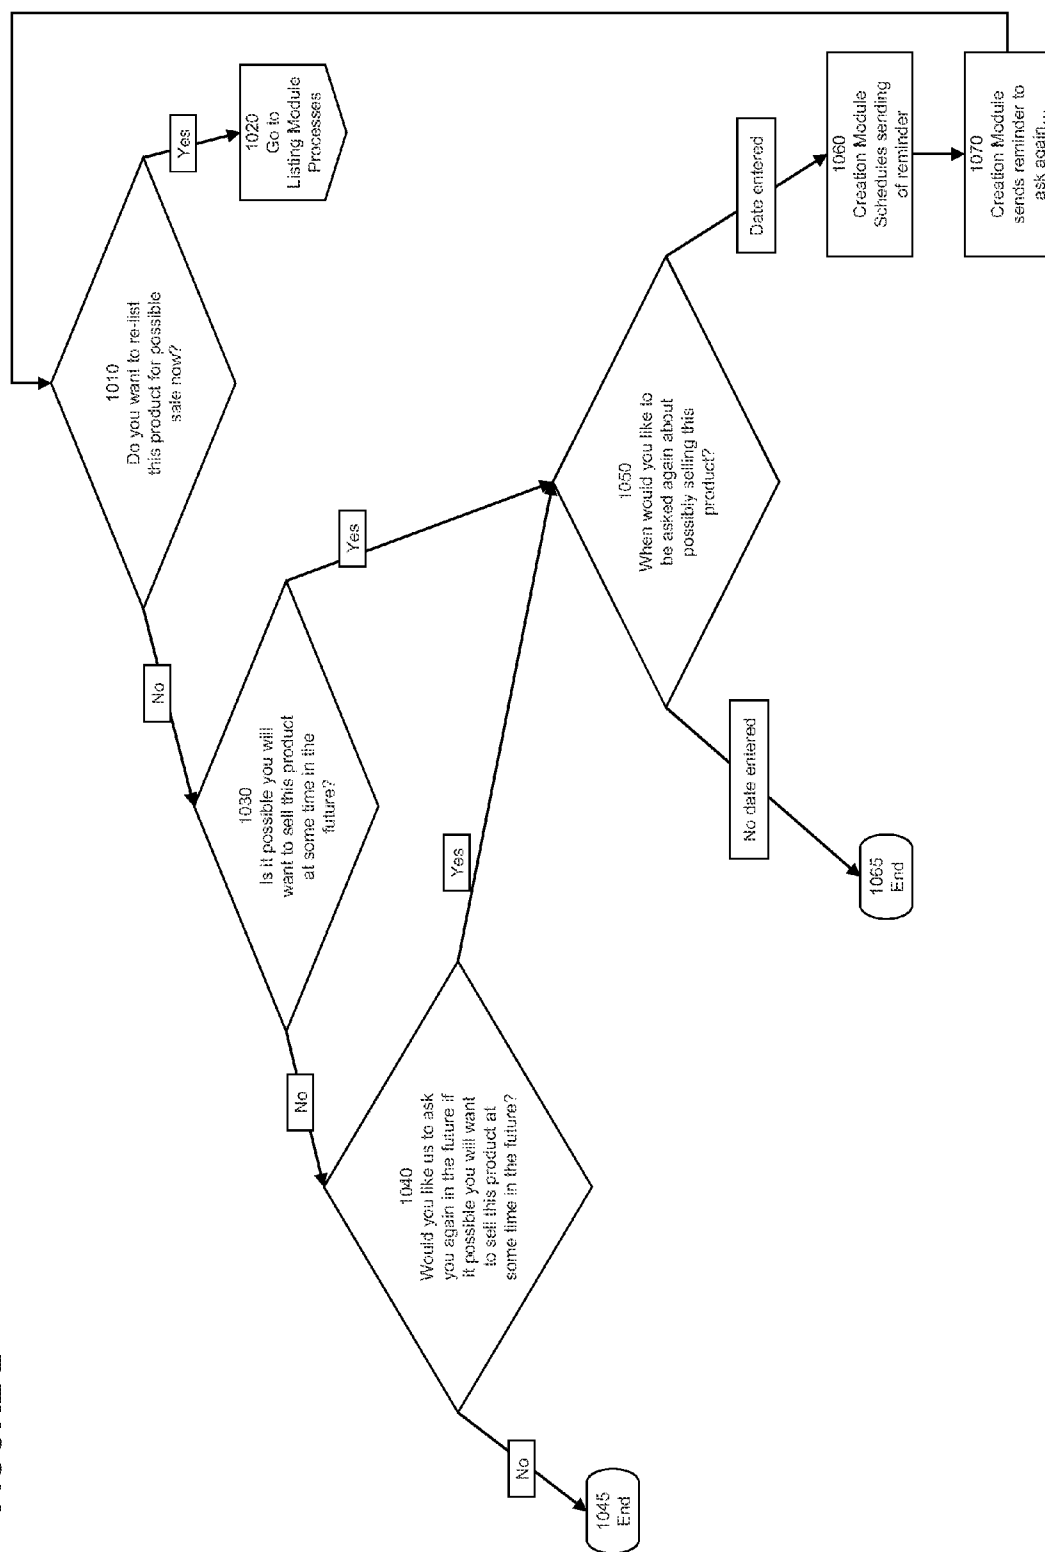 1010
Do you want to re-list
this product for possible
sale now?
Yes
1020
Go to
Listing Module
Processes
No
1030
Is it possible you will
want to sell this product
at some time in the
future?
Yes
No
1040
Would you like us to ask
you again in the future if
it possible you will want
to sell this product at
some time in the future?
Yes
No
1045
End
1050
When would you like to
be asked again about
possibly selling this
product?
No date entered
1065
End
Date entered
1060
Creation Module
Schedules sending
of reminder
1070
Creation Module
sends reminder to
ask again...